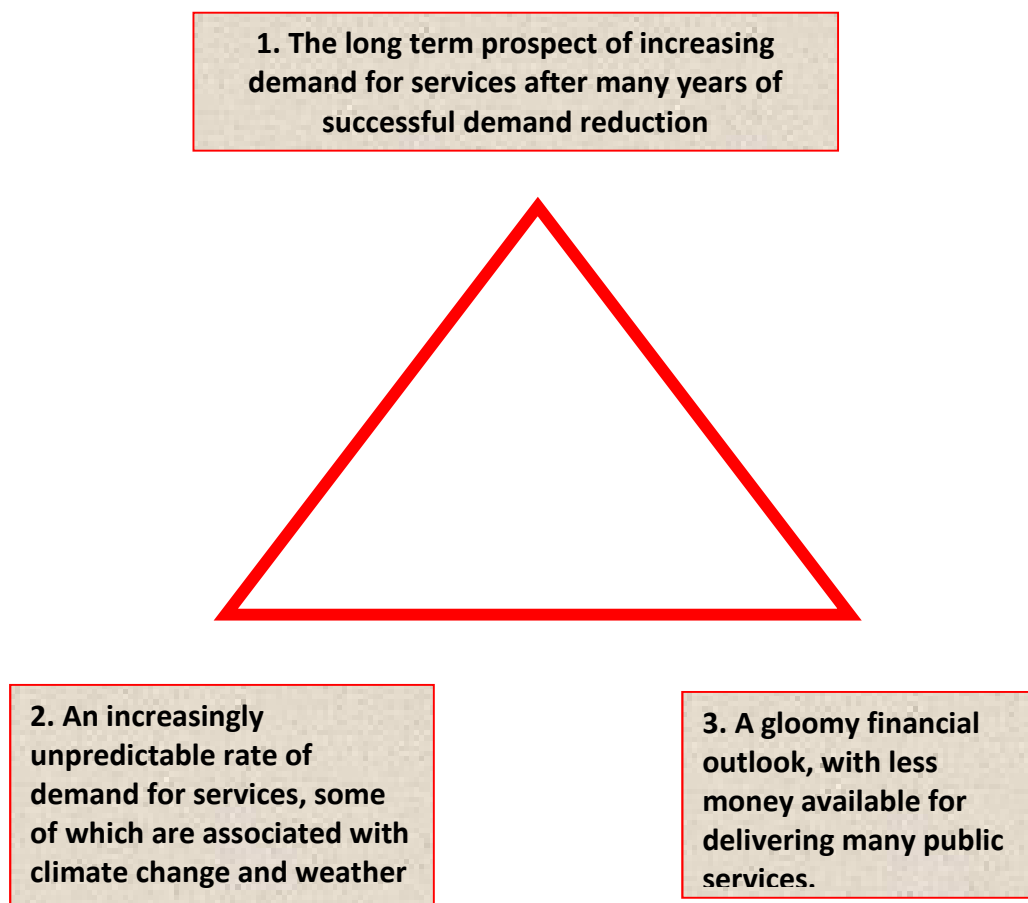 1. The long term prospect of increasing
demand for services after many years of
successful demand reduction
2. An increasingly
unpredictable rate of
demand for services, some
of which are associated with
climate change and weather
3. A gloomy financial
outlook, with less
money available for
delivering many public
services.